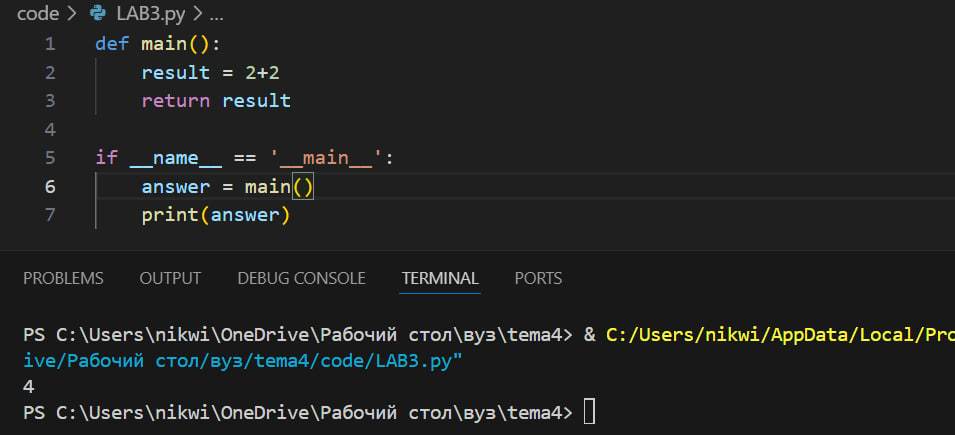 code > LAB3.py > ...
1 def main():
2     result = 2+2
3     return result
4
5 if __name__ == '__main__':
6     answer = main()
7     print(answer)
PROBLEMS OUTPUT DEBUG CONSOLE TERMINAL PORTS
PS C:\Users\nikwi\OneDrive\Рабочий стол\вуз\tema4> & C:/Users/nikwi/AppData/Local/Pro
ive/Рабочий стол/вуз/tema4/code/LAB3.py"
4
PS C:\Users\nikwi\OneDrive\Рабочий стол\вуз\tema4>